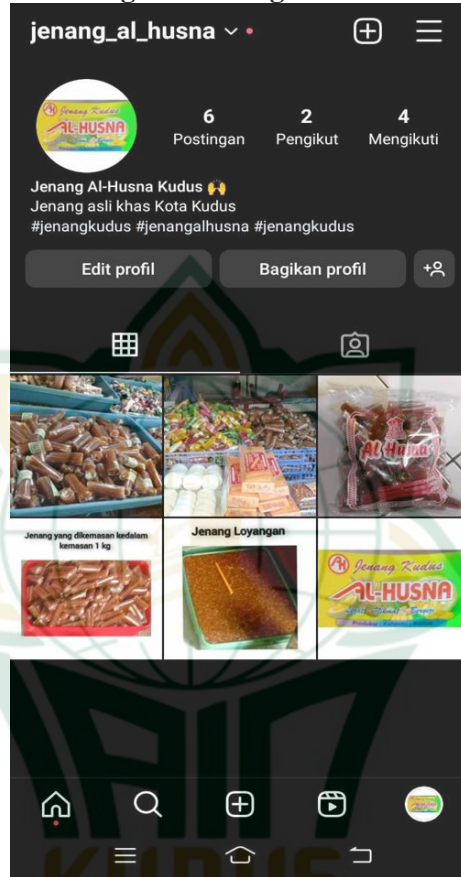 jenang_al_husna
6 2 4
Postingan Pengikut Mengikuti
Jenang Al-Husna Kudus 🙌
Jenang asli khas Kota Kudus
#jenangkudus #jenangalhusna #jenangkudus
Edit profil Bagikan profil
Al Husna
Jenang yang dikemasan kedalam
kemasan 1 kg
Jenang Loyangan
Jenang Kudus
AL-HUSNA
KUDUS